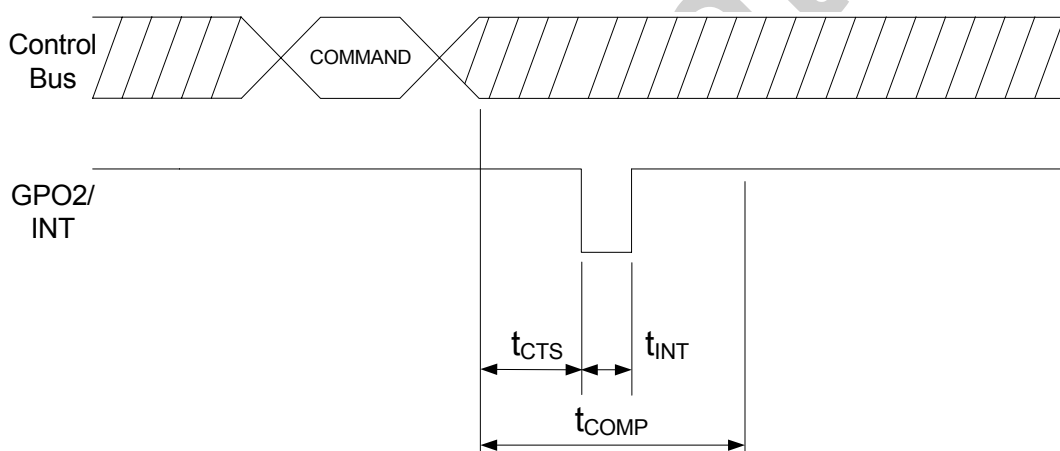 Control
Bus
COMMAND
GPO2/
INT
tCTS
tINT
tCOMP